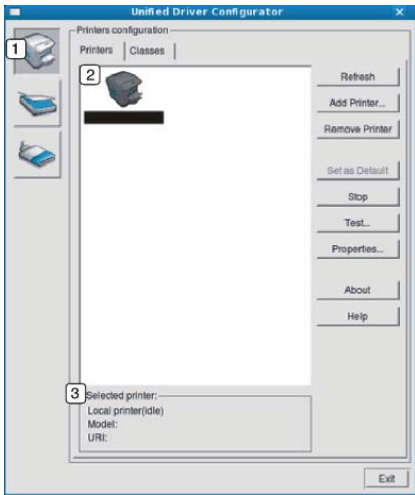 Unified Driver Configurator
Printers configuration
1
Printers
Classes
2
Refresh
Add Printer...
Remove Printer
Set as Default
Stop
Test...
Properties...
About
Help
3
Selected printer:
Local printer(idle)
Model:
URI:
Exit